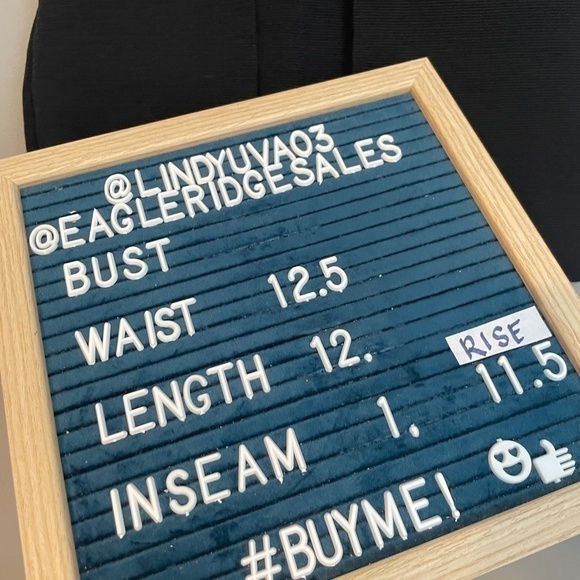 @LINDYUVA03
@EAGLERIDGESALES
BUST
WAIST 12.5
LENGTH 12. RISE
INSEAM 1. 11.5
#BUYME!